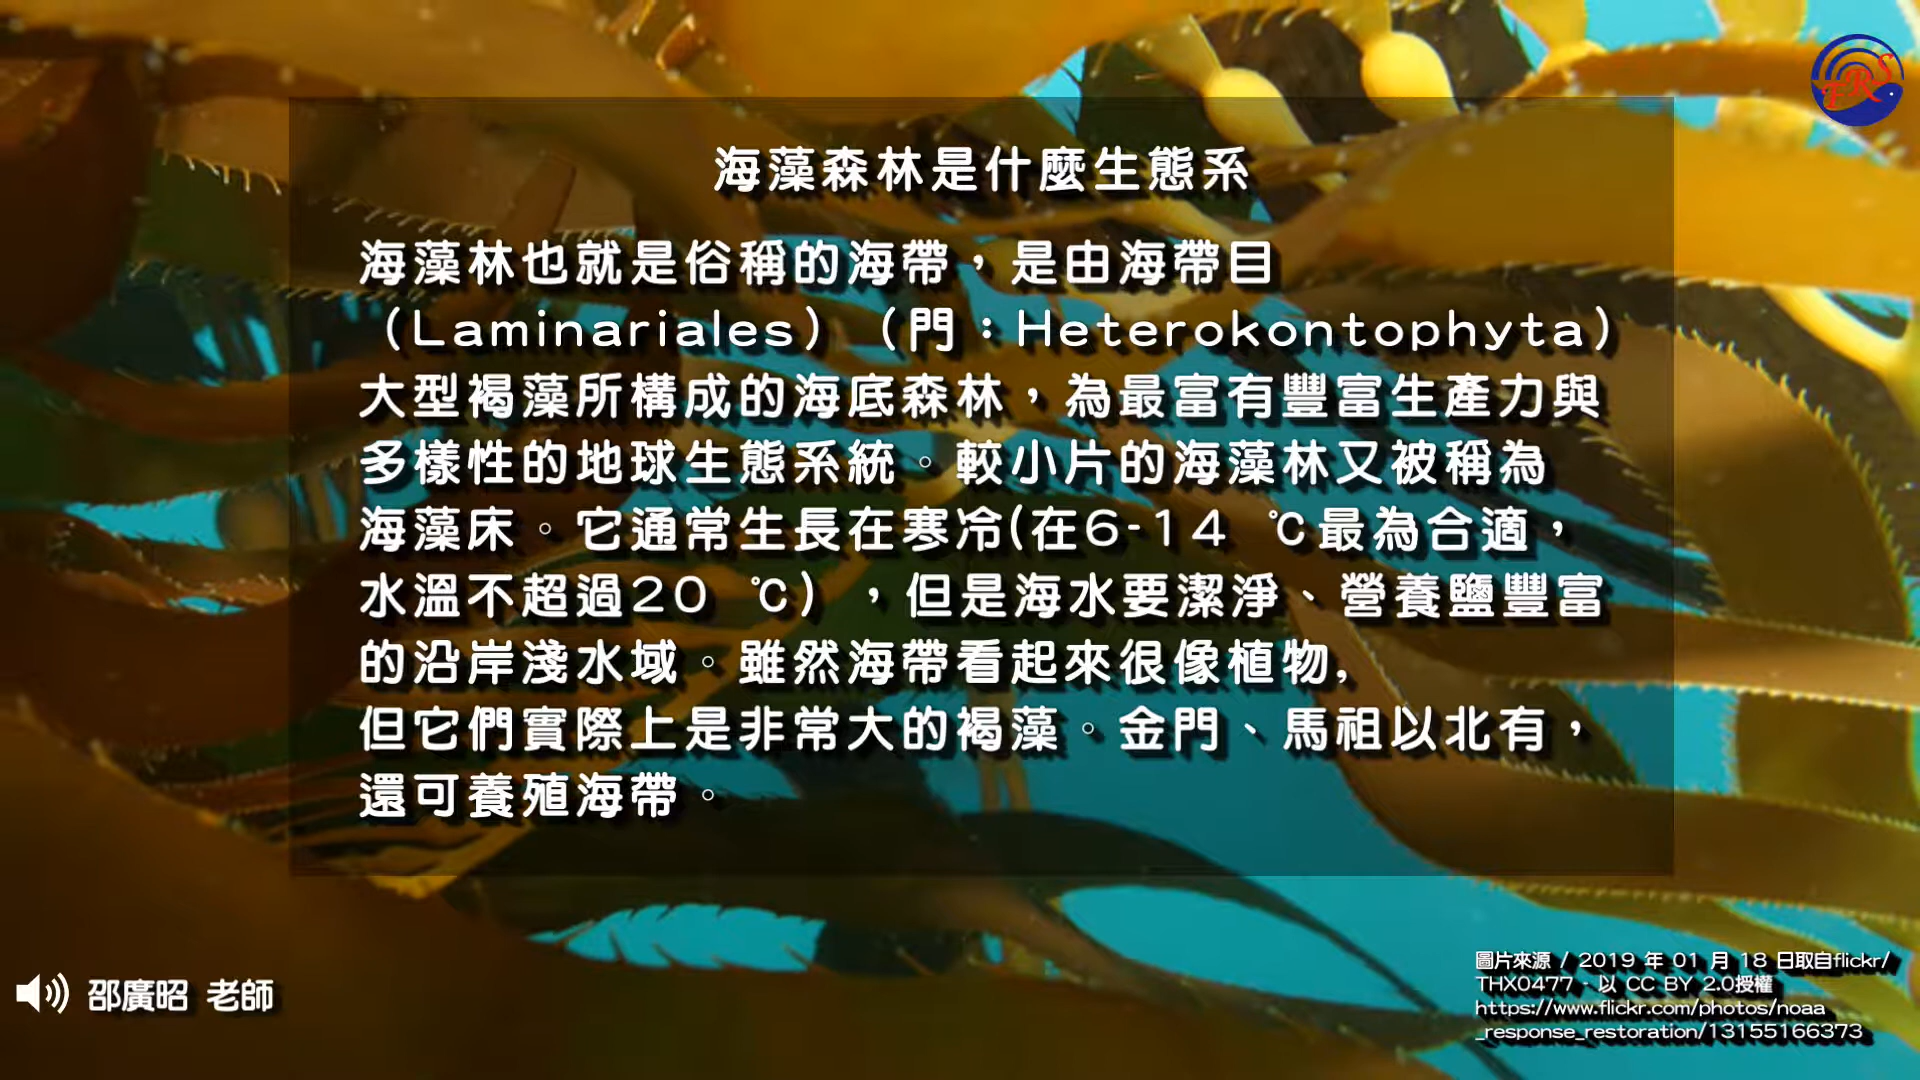 ERS
海藻森林是什麼生態系
海藻林也就是俗稱的海帶，是由海帶目
（Laminariales）（門：Heterokontophyta）
大型褐藻所構成的海底森林，為最富有豐富生產力與
多樣性的地球生態系統。較小片的海藻林又被稱為
海藻床。它通常生長在寒冷(在6-14 ℃最為合適，
水溫不超過20 ℃），但是海水要潔淨、營養鹽豐富
的沿岸淺水域。雖然海帶看起來很像植物,
但它們實際上是非常大的褐藻。金門、馬祖以北有，
還可養殖海帶。
邵廣昭 老師
圖片來源 / 2019 年 01 月 18 日取自flickr/
THX0477 - 以 CC BY 2.0授權
https://www.flickr.com/photos/noaa
_response_restoration/13155166373